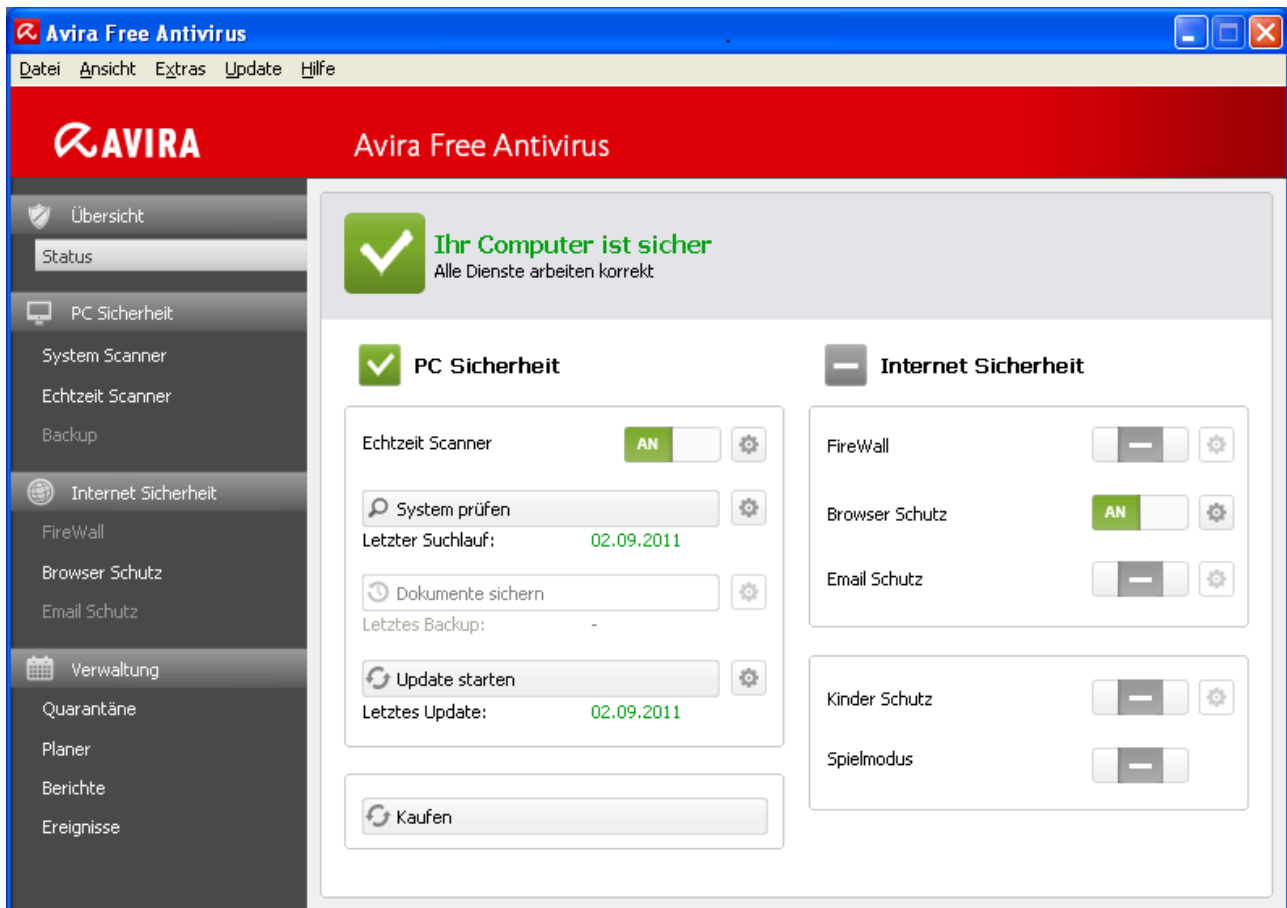 Avira Free Antivirus
Datei Ansicht Extras Update Hilfe
AVIRA
Avira Free Antivirus
Übersicht
Status
PC Sicherheit
System Scanner
Echtzeit Scanner
Backup
Internet Sicherheit
FireWall
Browser Schutz
Email Schutz
Verwaltung
Quarantäne
Planer
Berichte
Ereignisse
Ihr Computer ist sicher
Alle Dienste arbeiten korrekt
PC Sicherheit
Echtzeit Scanner AN
System prüfen
Letzter Suchlauf: 02.09.2011
Dokumente sichern
Letztes Backup: -
Update starten
Letztes Update: 02.09.2011
Kaufen
Internet Sicherheit
FireWall
Browser Schutz AN
Email Schutz
Kinder Schutz
Spielmodus